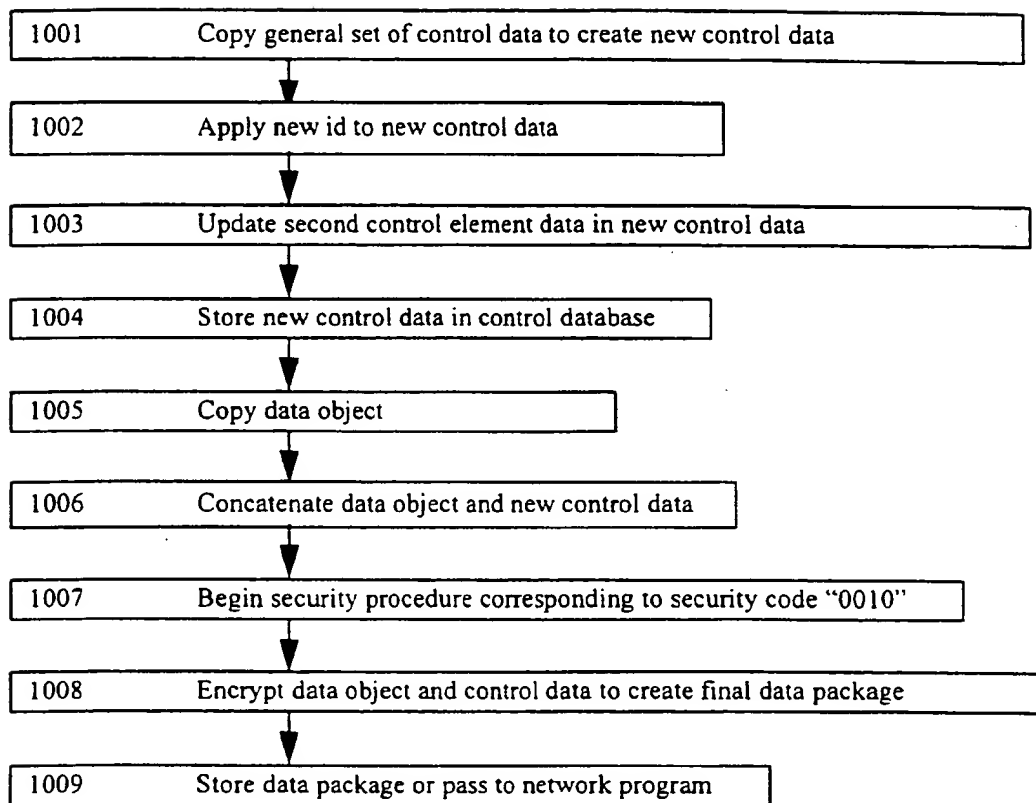 1001 Copy general set of control data to create new control data
1002 Apply new id to new control data
1003 Update second control element data in new control data
1004 Store new control data in control database
1005 Copy data object
1006 Concatenate data object and new control data
1007 Begin security procedure corresponding to security code “0010”
1008 Encrypt data object and control data to create final data package
1009 Store data package or pass to network program